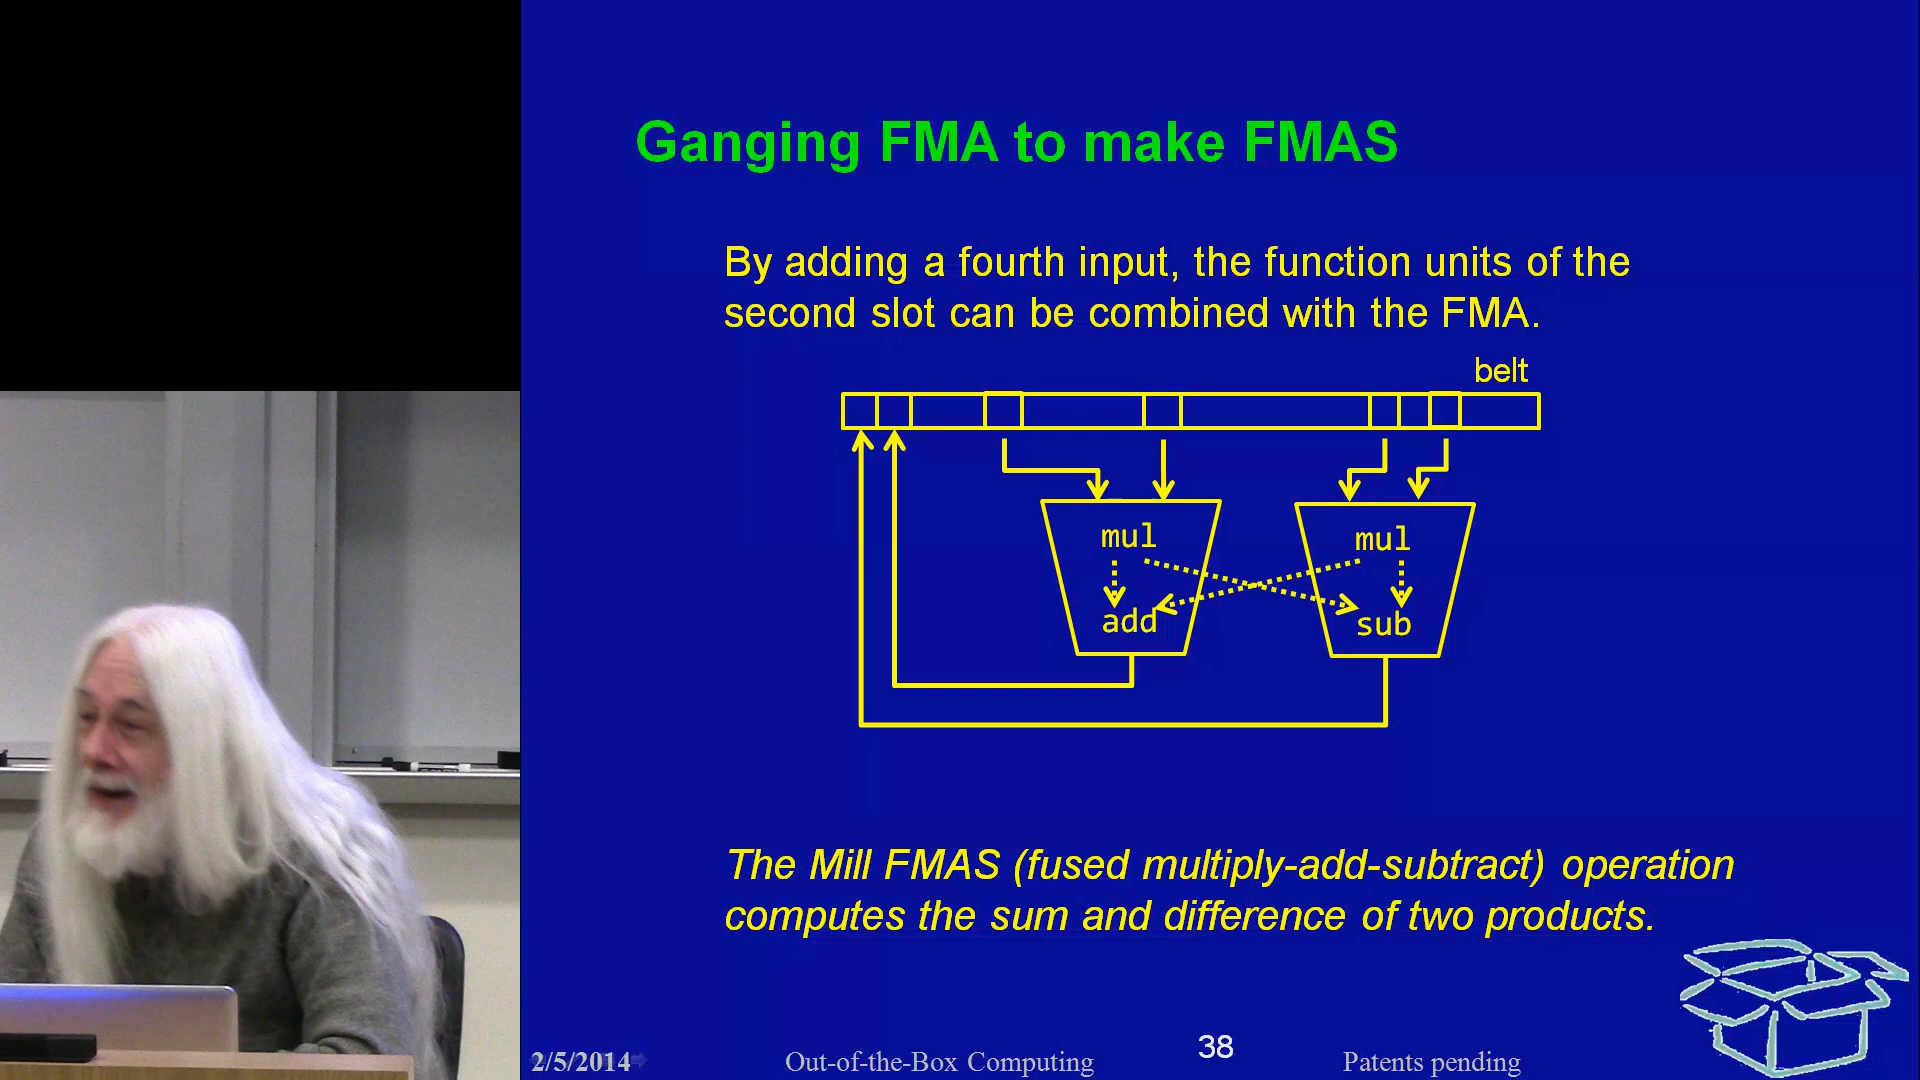 Ganging FMA to make FMAS
By adding a fourth input, the function units of the
second slot can be combined with the FMA.
belt
mul
mul
add
sub
The Mill FMAS (fused multiply-add-subtract) operation
computes the sum and difference of two products.
2/5/2014
Out-of-the-Box Computing
38
Patents pending